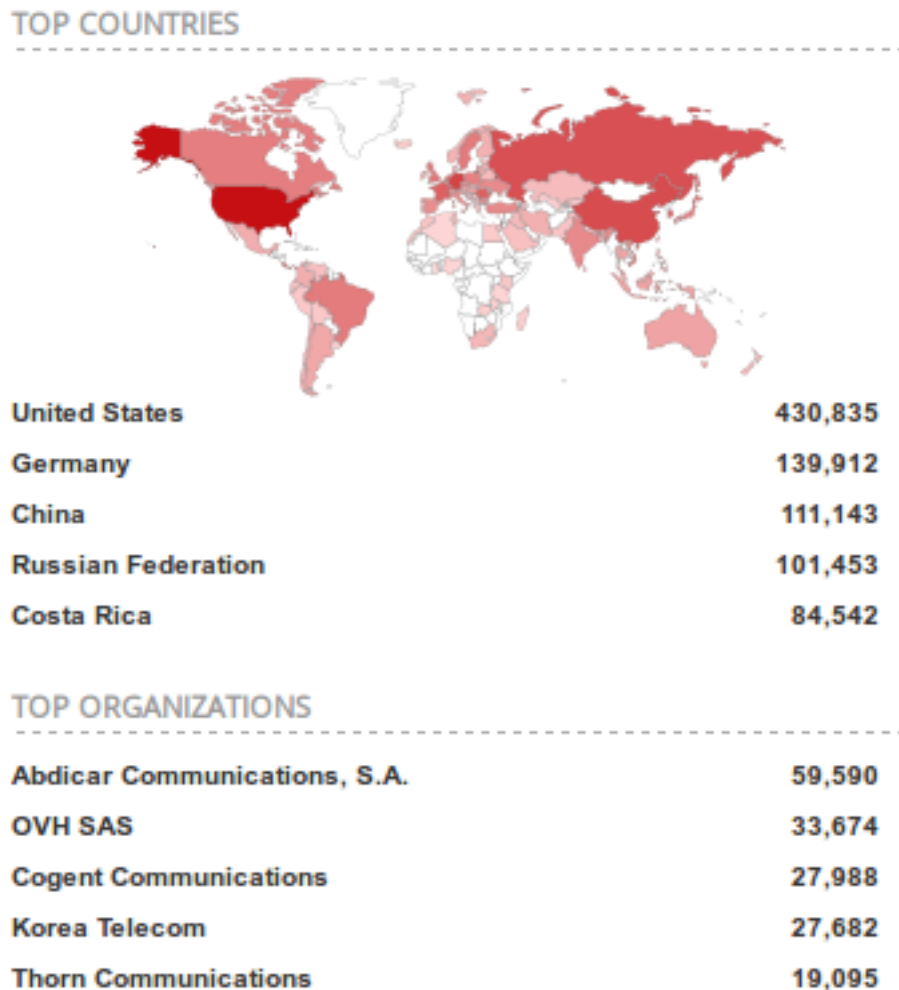 TOP COUNTRIES
United States 430,835
Germany 139,912
China 111,143
Russian Federation 101,453
Costa Rica 84,542
TOP ORGANIZATIONS
Abdicar Communications, S.A. 59,590
OVH SAS 33,674
Cogent Communications 27,988
Korea Telecom 27,682
Thorn Communications 19,095